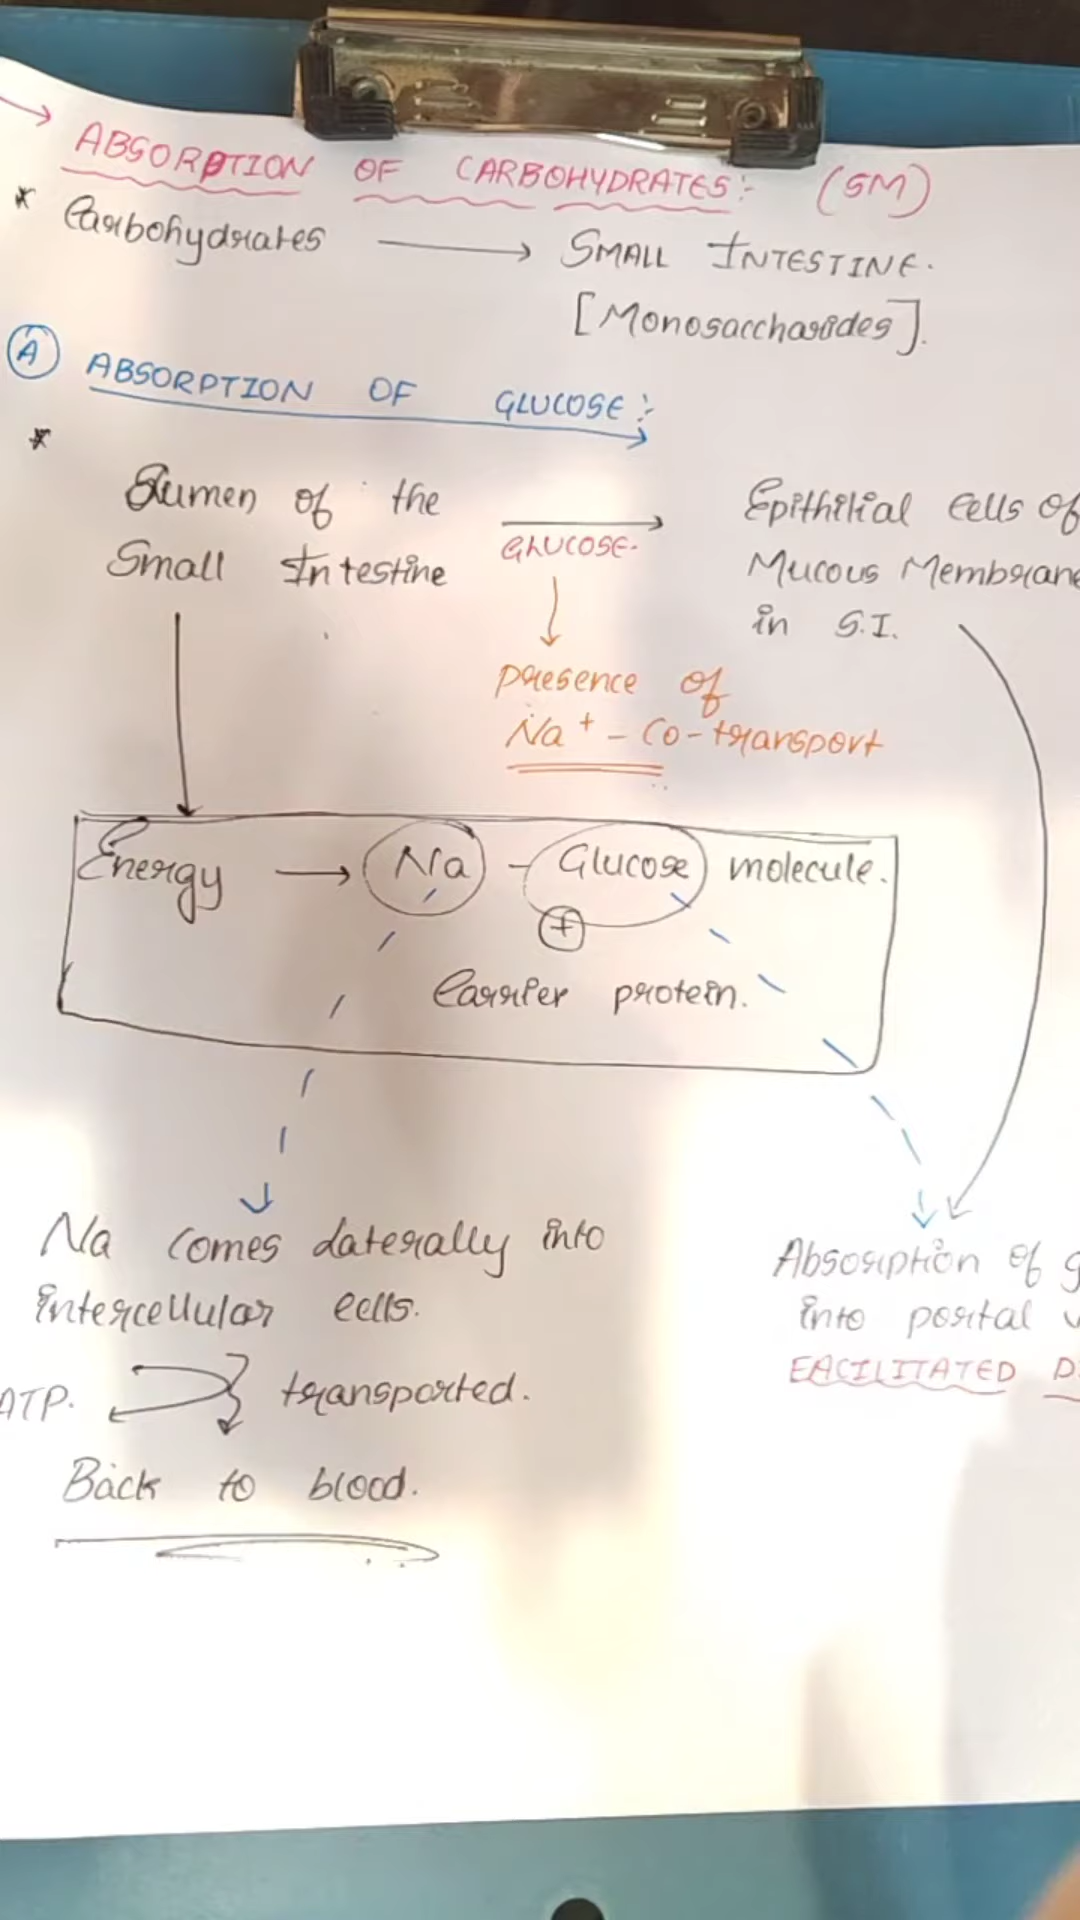 ABSORPTION OF CARBOHYDRATES:- (5M)
* Carbohydrates → SMALL INTESTINE.
[Monosaccharides].
(A) ABSORPTION OF GLUCOSE:-
*
Lumen of the Small Intestine
GLUCOSE.
Epithilial Cells of
Mucous Membrane
in S.I.
presence of
Na+ - Co-transport
Energy → Na - Glucose molecule.
+
Carrier protein.
Na comes laterally into
intercellular cells.
ATP. transported.
Back to blood.
Absorption of
into portal
FACILITATED